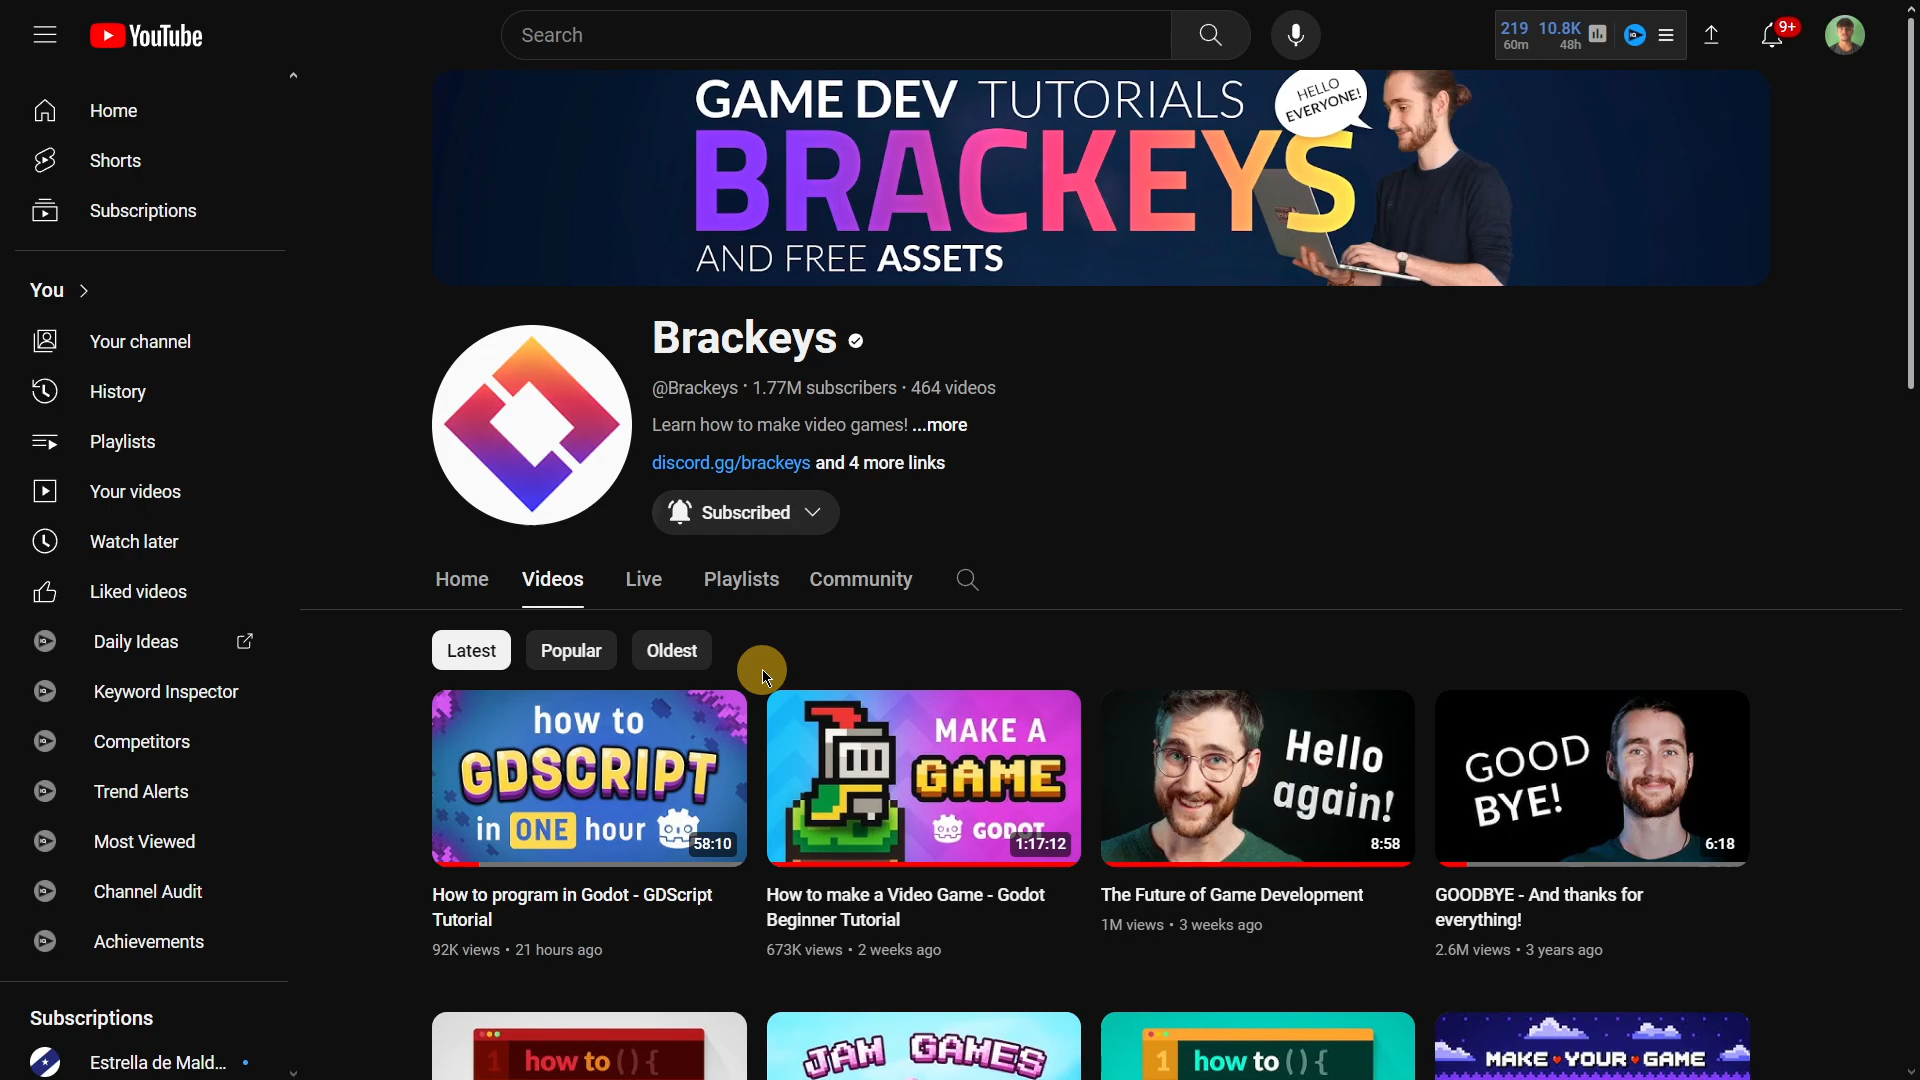 YouTube
Search
219 10.8K
60m 48h
9+
Home
Shorts
Subscriptions
You
Your channel
History
Playlists
Your videos
Watch later
Liked videos
Daily Ideas
Keyword Inspector
Competitors
Trend Alerts
Most Viewed
Channel Audit
Achievements
Subscriptions
Estrella de Mald...
GAME DEV TUTORIALS
BRACKEYS
AND FREE ASSETS
HELLO
EVERYONE!
Brackeys
@Brackeys · 1.77M subscribers · 464 videos
Learn how to make video games! ...more
discord.gg/brackeys and 4 more links
Subscribed
Home Videos Live Playlists Community
Latest Popular Oldest
how to
GDSCRIPT
in ONE hour
58:10
How to program in Godot - GDScript
Tutorial
92K views · 21 hours ago
MAKE A
GAME
GODOT
1:17:12
How to make a Video Game - Godot
Beginner Tutorial
673K views · 2 weeks ago
Hello
again!
8:58
The Future of Game Development
1M views · 3 weeks ago
GOOD
BYE!
6:18
GOODBYE - And thanks for
everything!
2.6M views · 3 years ago
1 how to () {
JAM GAMES
1 how to () {
MAKE YOUR GAME